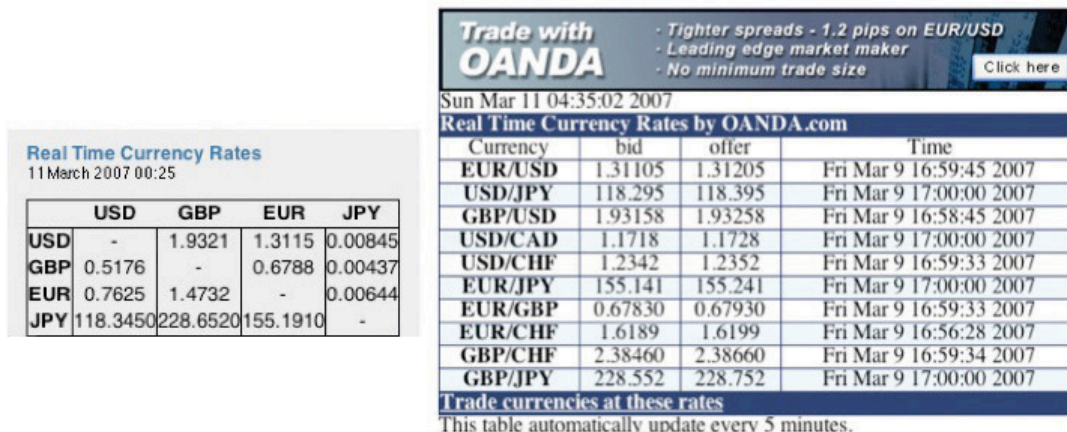 Real Time Currency Rates
11 March 2007 00:25
USD GBP EUR JPY
USD - 1.9321 1.3115 0.00845
GBP 0.5176 - 0.6788 0.00437
EUR 0.7625 1.4732 - 0.00644
JPY 118.3450 228.6520 155.1910 -
Trade with OANDA
· Tighter spreads - 1.2 pips on EUR/USD
· Leading edge market maker
· No minimum trade size
Click here
Sun Mar 11 04:35:02 2007
Real Time Currency Rates by OANDA.com
Currency bid offer Time
EUR/USD 1.31105 1.31205 Fri Mar 9 16:59:45 2007
USD/JPY 118.295 118.395 Fri Mar 9 17:00:00 2007
GBP/USD 1.93158 1.93258 Fri Mar 9 16:58:45 2007
USD/CAD 1.1718 1.1728 Fri Mar 9 17:00:00 2007
USD/CHF 1.2342 1.2352 Fri Mar 9 16:59:33 2007
EUR/JPY 155.141 155.241 Fri Mar 9 17:00:00 2007
EUR/GBP 0.67830 0.67930 Fri Mar 9 16:59:33 2007
EUR/CHF 1.6189 1.6199 Fri Mar 9 16:56:28 2007
GBP/CHF 2.38460 2.38660 Fri Mar 9 16:59:34 2007
GBP/JPY 228.552 228.752 Fri Mar 9 17:00:00 2007
Trade currencies at these rates
This table automatically update every 5 minutes.